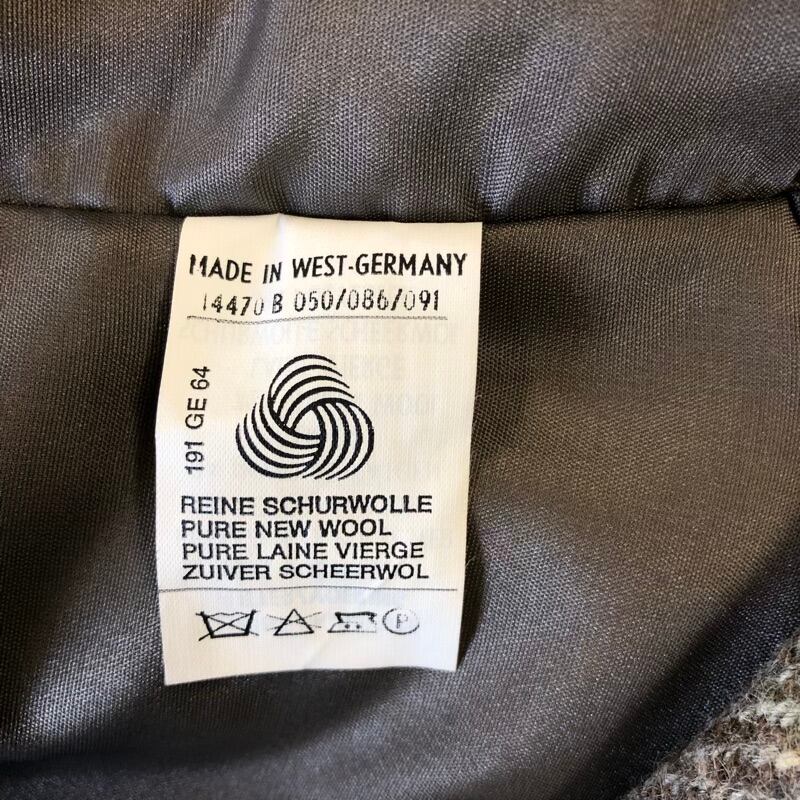 MADE IN WEST-GERMANY
14470 B 050/086/091
191 GE 64
REINE SCHURWOLLE
PURE NEW WOOL
PURE LAINE VIERGE
ZUIVER SCHEERWOL
P